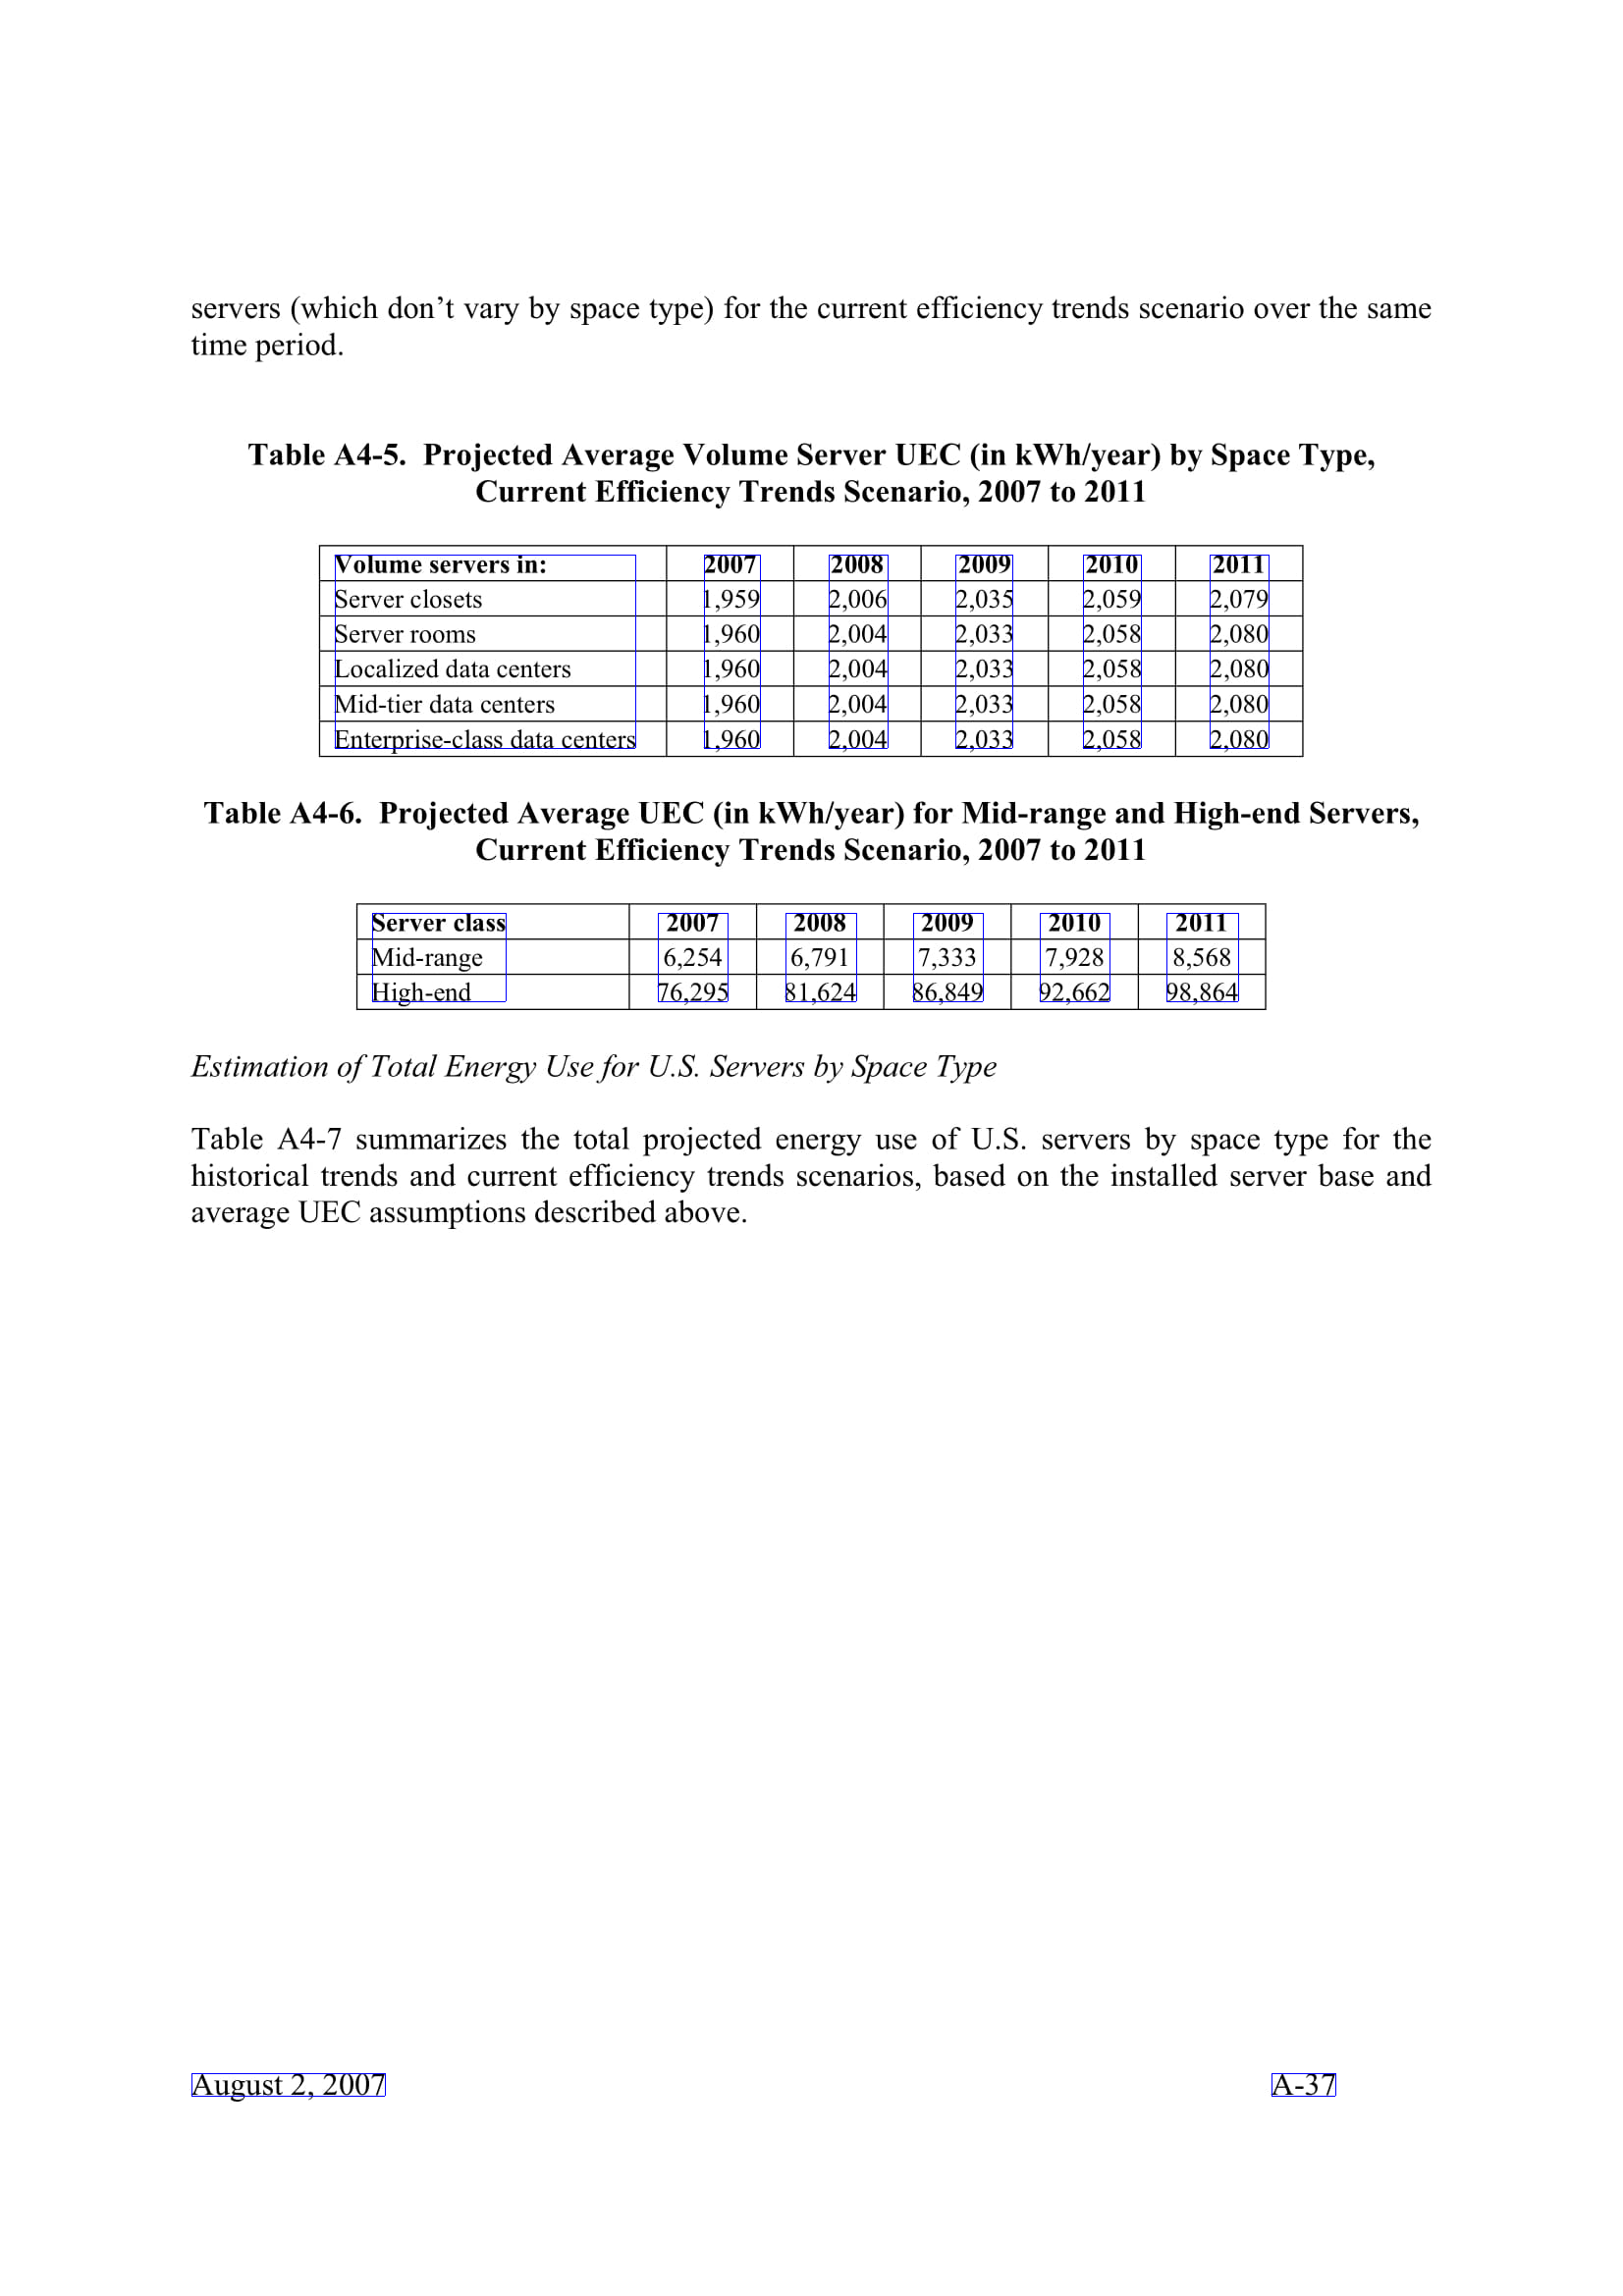 servers (which don’t vary by space type) for the current efficiency trends scenario over the same
time period.
Table A4-5.  Projected Average Volume Server UEC (in kWh/year) by Space Type,
Current Efficiency Trends Scenario, 2007 to 2011
Volume servers in: 2007 2008 2009 2010 2011
Server closets 1,959 2,006 2,035 2,059 2,079
Server rooms 1,960 2,004 2,033 2,058 2,080
Localized data centers 1,960 2,004 2,033 2,058 2,080
Mid-tier data centers 1,960 2,004 2,033 2,058 2,080
Enterprise-class data centers 1,960 2,004 2,033 2,058 2,080
Table A4-6.  Projected Average UEC (in kWh/year) for Mid-range and High-end Servers,
Current Efficiency Trends Scenario, 2007 to 2011
Server class 2007 2008 2009 2010 2011
Mid-range 6,254 6,791 7,333 7,928 8,568
High-end 76,295 81,624 86,849 92,662 98,864
Estimation of Total Energy Use for U.S. Servers by Space Type
Table A4-7 summarizes the total projected energy use of U.S. servers by space type for the
historical trends and current efficiency trends scenarios, based on the installed server base and
average UEC assumptions described above.
August 2, 2007 A-37